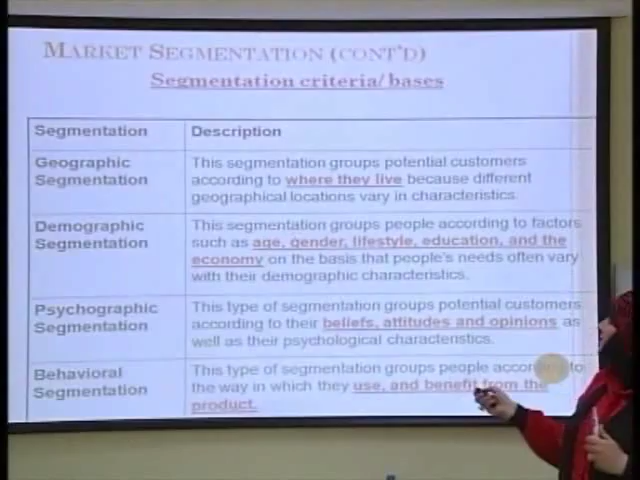 MARKET SEGMENTATION (CONT'D)
Segmentation criteria/ bases
Segmentation
Description
Geographic
Segmentation
This segmentation groups potential customers
according to where they live because different
geographical locations vary in characteristics.
Demographic
Segmentation
This segmentation groups people according to factors
such as age, gender, lifestyle, education, and the
economy on the basis that people's needs often vary
with their demographic characteristics.
Psychographic
Segmentation
This type of segmentation groups potential customers
according to their beliefs, attitudes and opinions as
well as their psychological characteristics.
Behavioral
Segmentation
This type of segmentation groups people according to
the way in which they use, and benefit from the
product.